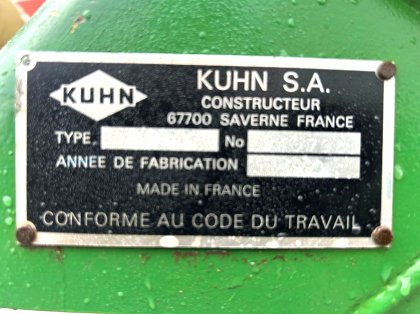 KUHN
KUHN S.A.
CONSTRUCTEUR
67700 SAVERNE FRANCE
TYPE No
ANNEE DE FABRICATION
MADE IN FRANCE
CONFORME AU CODE DU TRAVAIL